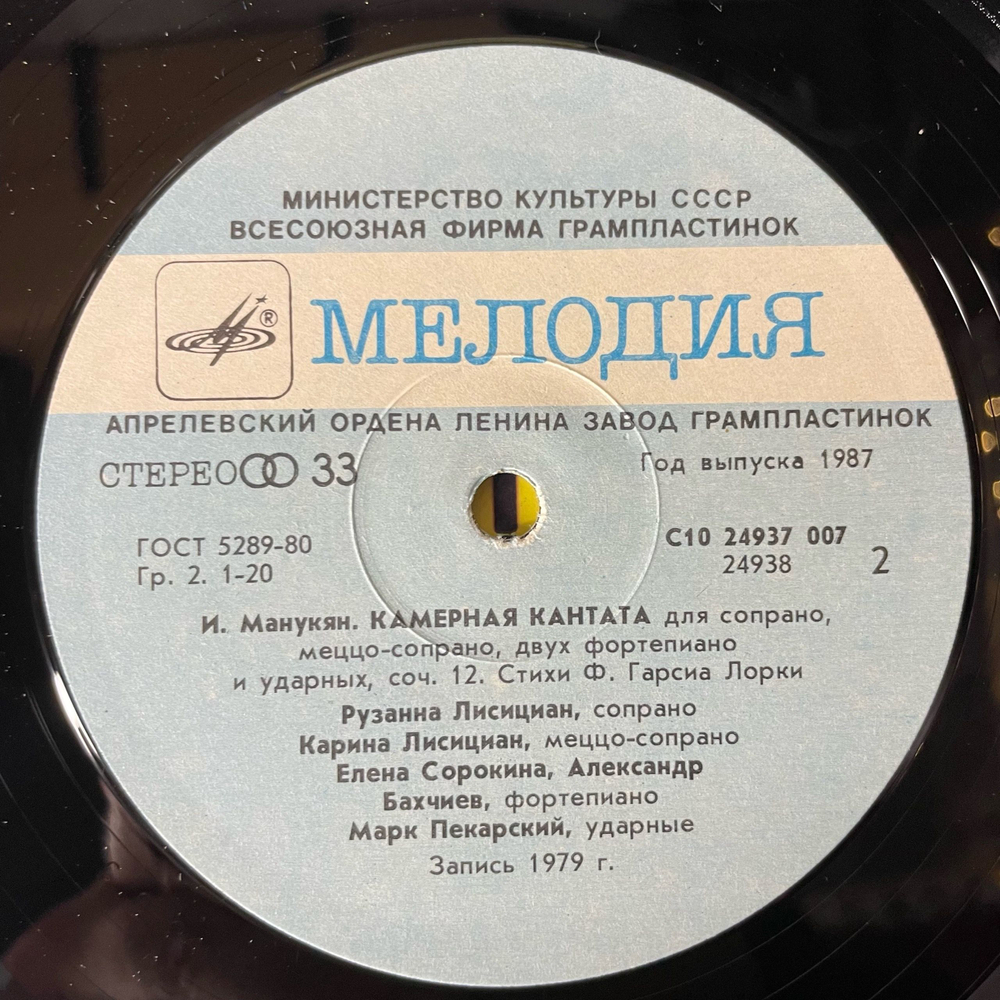 МИНИСТЕРСТВО КУЛЬТУРЫ СССР
ВСЕСОЮЗНАЯ ФИРМА ГРАМПЛАСТИНОК
®
МЕЛОДИЯ
АПРЕЛЕВСКИЙ ОРДЕНА ЛЕНИНА ЗАВОД ГРАМПЛАСТИНОК
СТЕРЕО 33
Год выпуска 1987
ГОСТ 5289-80
Гр. 2. 1-20
С10 24937 007
24938
2
И. Манукян. КАМЕРНАЯ КАНТАТА для сопрано,
меццо-сопрано, двух фортепиано
и ударных, соч. 12. Стихи Ф. Гарсиа Лорки
Рузанна Лисициан, сопрано
Карина Лисициан, меццо-сопрано
Елена Сорокина, Александр
Бахчиев, фортепиано
Марк Пекарский, ударные
Запись 1979 г.